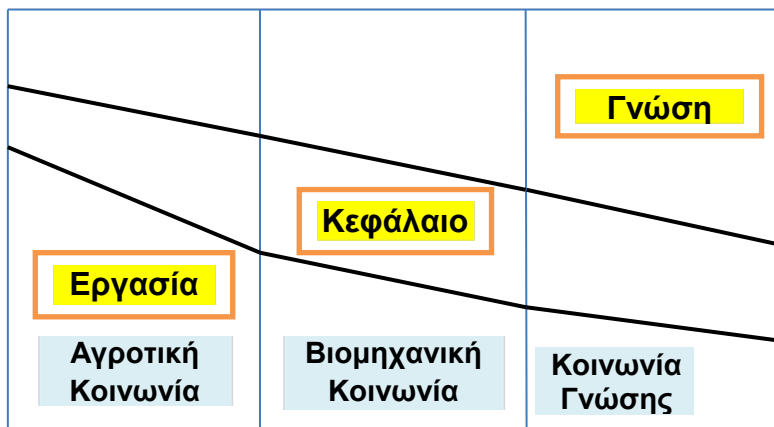 Γνώση
Κεφάλαιο
Εργασία
Αγροτική
Κοινωνία
Βιομηχανική
Κοινωνία
Κοινωνία
Γνώσης